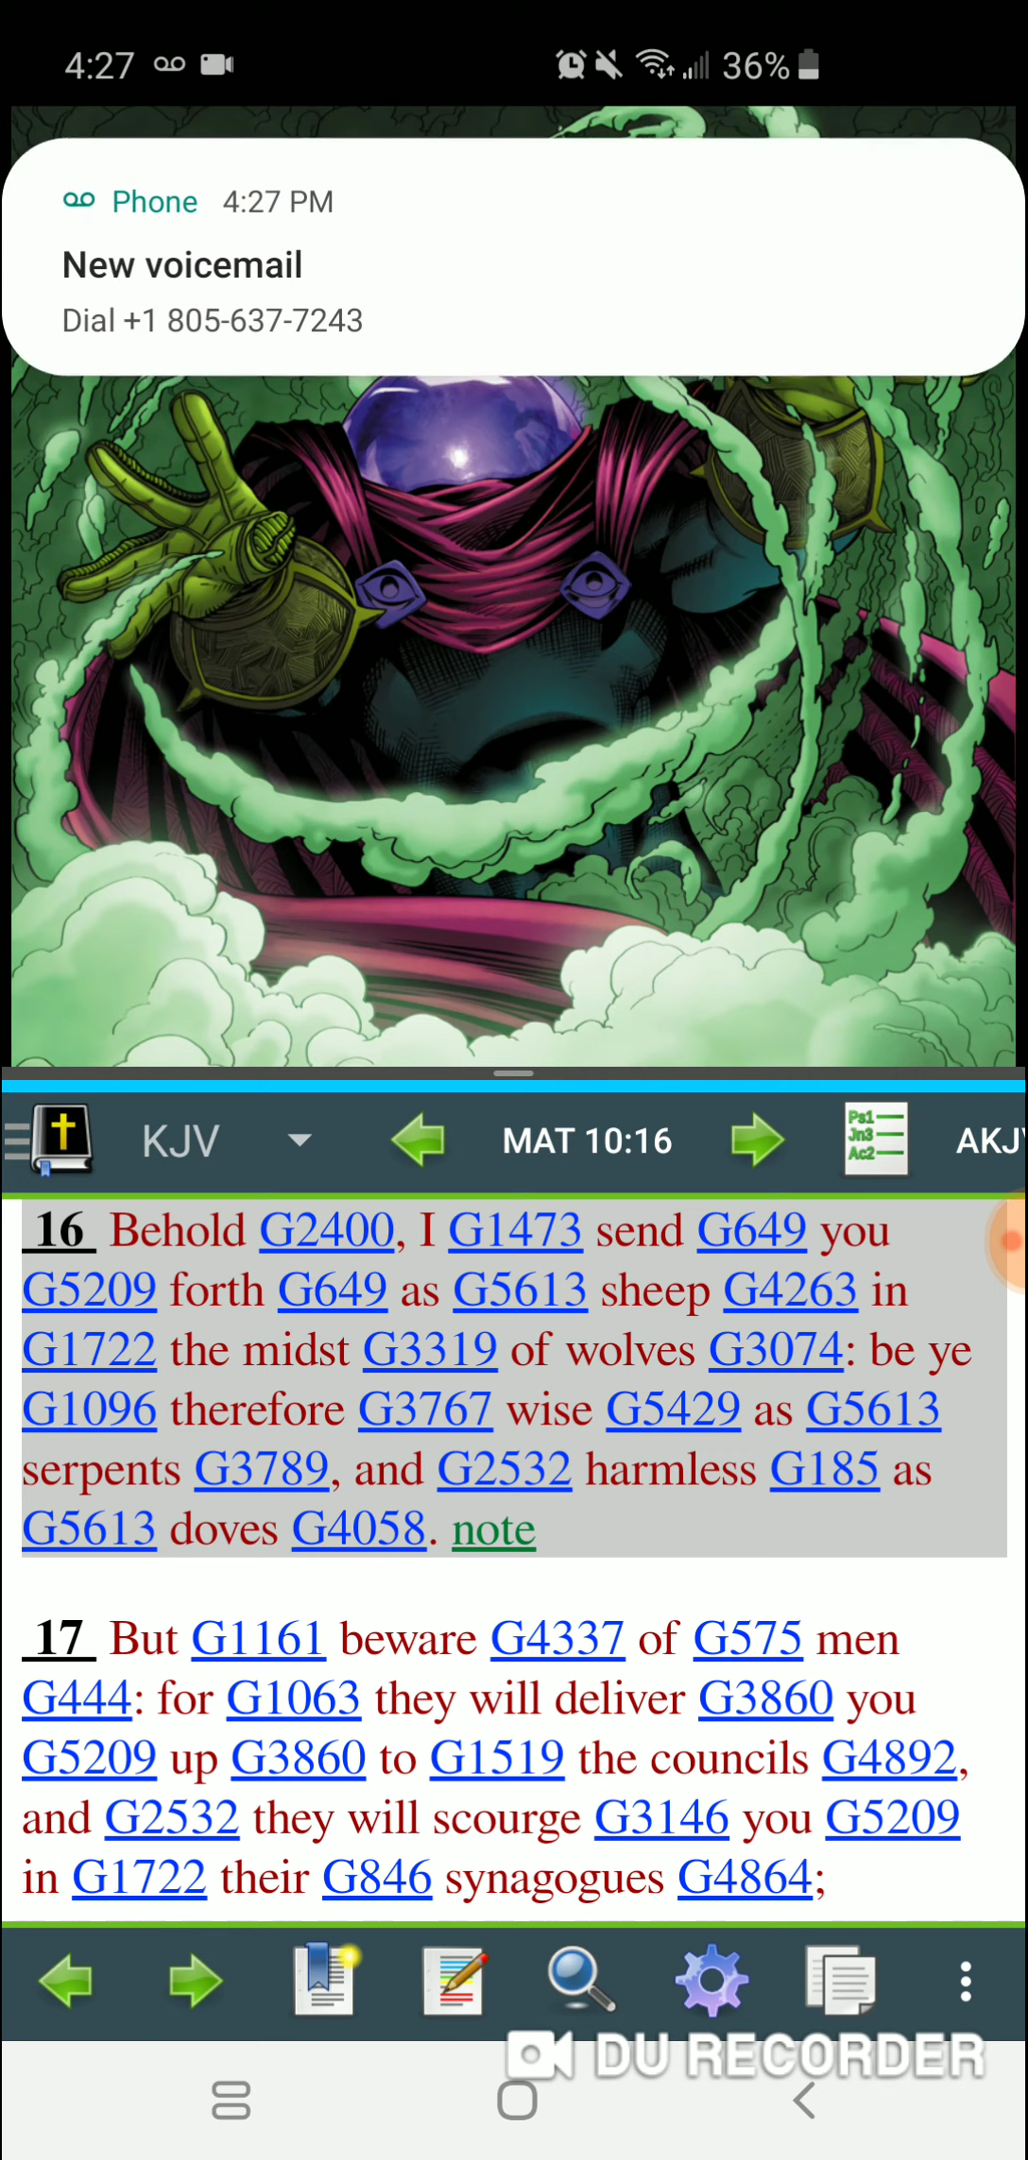 4:27 36%
Phone 4:27 PM
New voicemail
Dial +1 805-637-7243
KJV MAT 10:16 Ps1 Jn3 Ac2 AKJ
16 Behold G2400, I G1473 send G649 you
G5209 forth G649 as G5613 sheep G4263 in
G1722 the midst G3319 of wolves G3074: be ye
G1096 therefore G3767 wise G5429 as G5613
serpents G3789, and G2532 harmless G185 as
G5613 doves G4058. note
17 But G1161 beware G4337 of G575 men
G444: for G1063 they will deliver G3860 you
G5209 up G3860 to G1519 the councils G4892,
and G2532 they will scourge G3146 you G5209
in G1722 their G846 synagogues G4864;
DU RECORDER